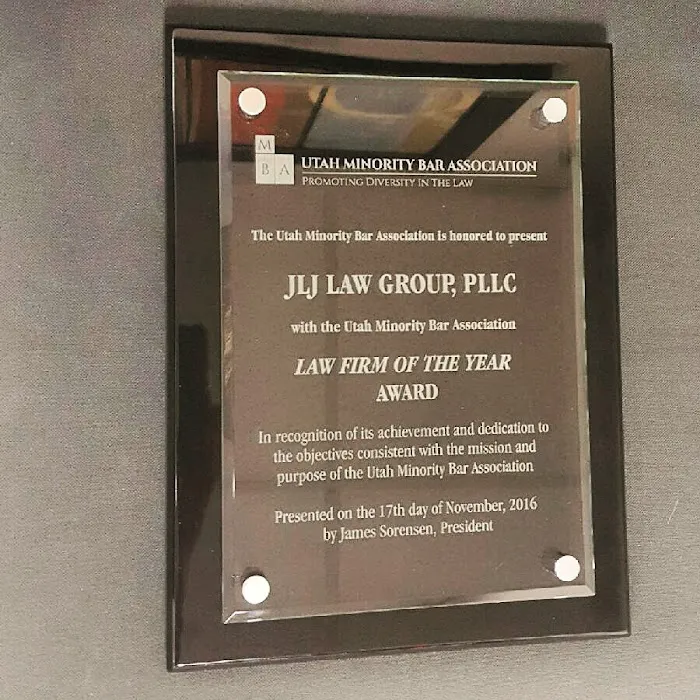 M
B A
UTAH MINORITY BAR ASSOCIATION
PROMOTING DIVERSITY IN THE LAW
The Utah Minority Bar Association is honored to present
JLJ LAW GROUP, PLLC
with the Utah Minority Bar Association
LAW FIRM OF THE YEAR
AWARD
In recognition of its achievement and dedication to
the objectives consistent with the mission and
purpose of the Utah Minority Bar Association
Presented on the 17th day of November, 2016
by James Sorensen, President